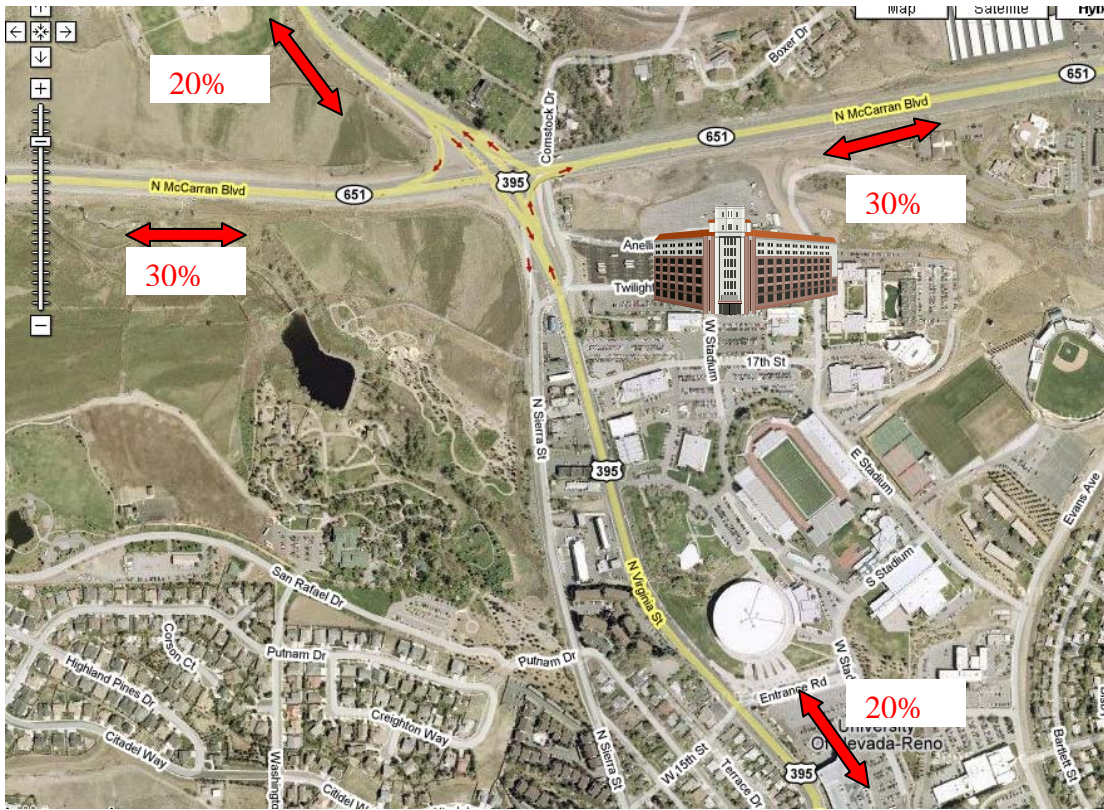 Map
Satellite
20%
Boxer Dr
651
Comstock Dr
N McCarran Blvd
651
N McCarran Blvd
651
395
30%
30%
Anelli
Twilight
W Stadium
17th St
N Sierra St
395
E Stadium
Evans Ave
S Stadium
San Rafael Dr
N Virginia St
Corson Ct
Putnam Dr
Putnam Dr
W Stad
Highland Pines Dr
Entrance Rd
20%
Creighton Way
University
Of Nevada-Reno
Citadel Way
Washington
N Sierra St
W 15th St
Terrace Dr
395
Bartlett St